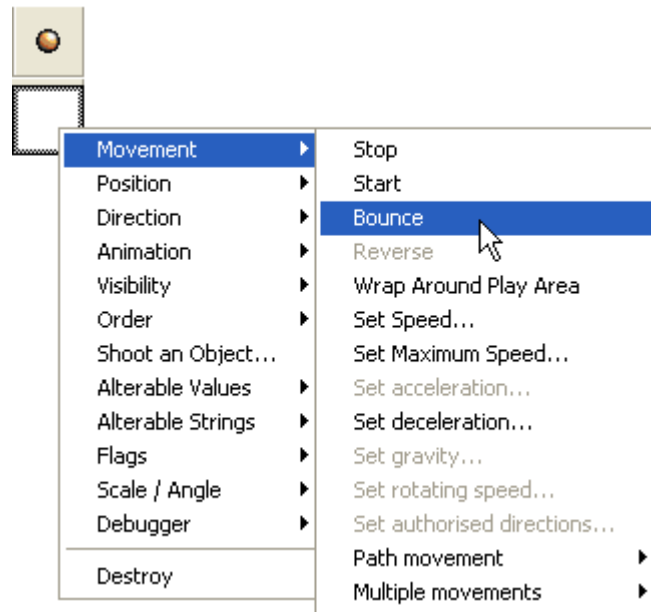 Movement
Position
Direction
Animation
Visibility
Order
Shoot an Object...
Alterable Values
Alterable Strings
Flags
Scale / Angle
Debugger
Destroy
Stop
Start
Bounce
Reverse
Wrap Around Play Area
Set Speed...
Set Maximum Speed...
Set acceleration...
Set deceleration...
Set gravity...
Set rotating speed...
Set authorised directions...
Path movement
Multiple movements